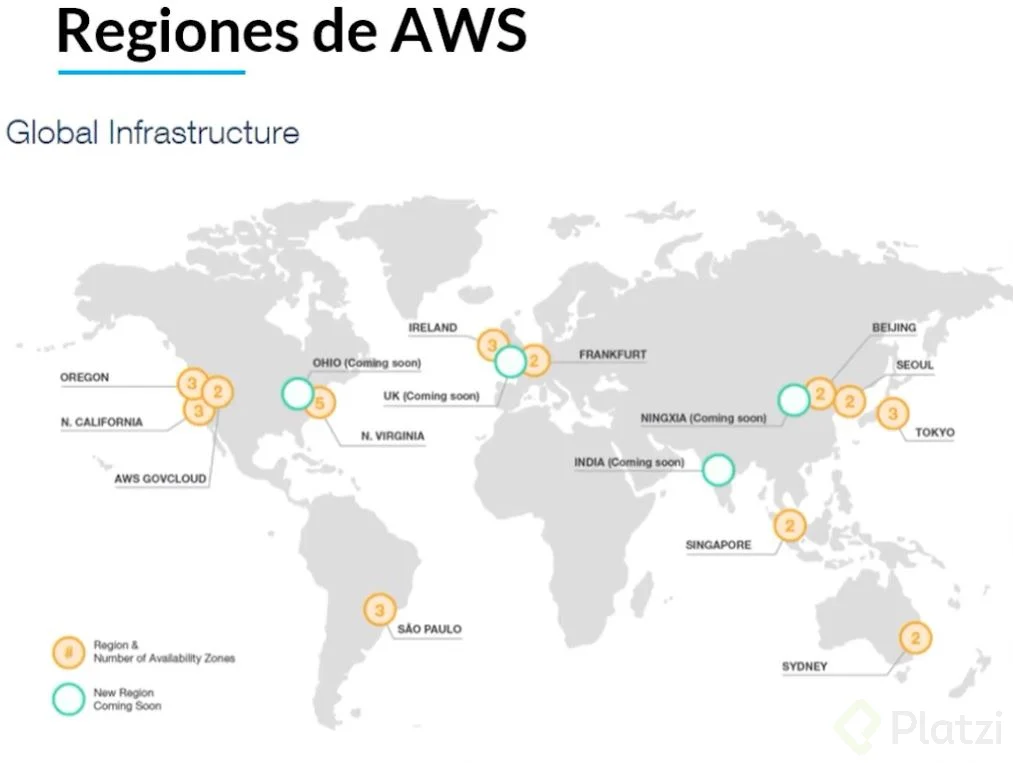 Regiones de AWS
Global Infrastructure
IRELAND
BEIJING
OHIO (Coming soon)
FRANKFURT
SEOUL
OREGON
3
2
3
2
3
5
UK (Coming soon)
2
2
3
N. CALIFORNIA
NINGXIA (Coming soon)
N. VIRGINIA
TOKYO
INDIA (Coming soon)
AWS GOVCLOUD
2
SINGAPORE
3
SÃO PAULO
2
SYDNEY
# Region &
Number of Availability Zones
New Region
Coming Soon
Platzi